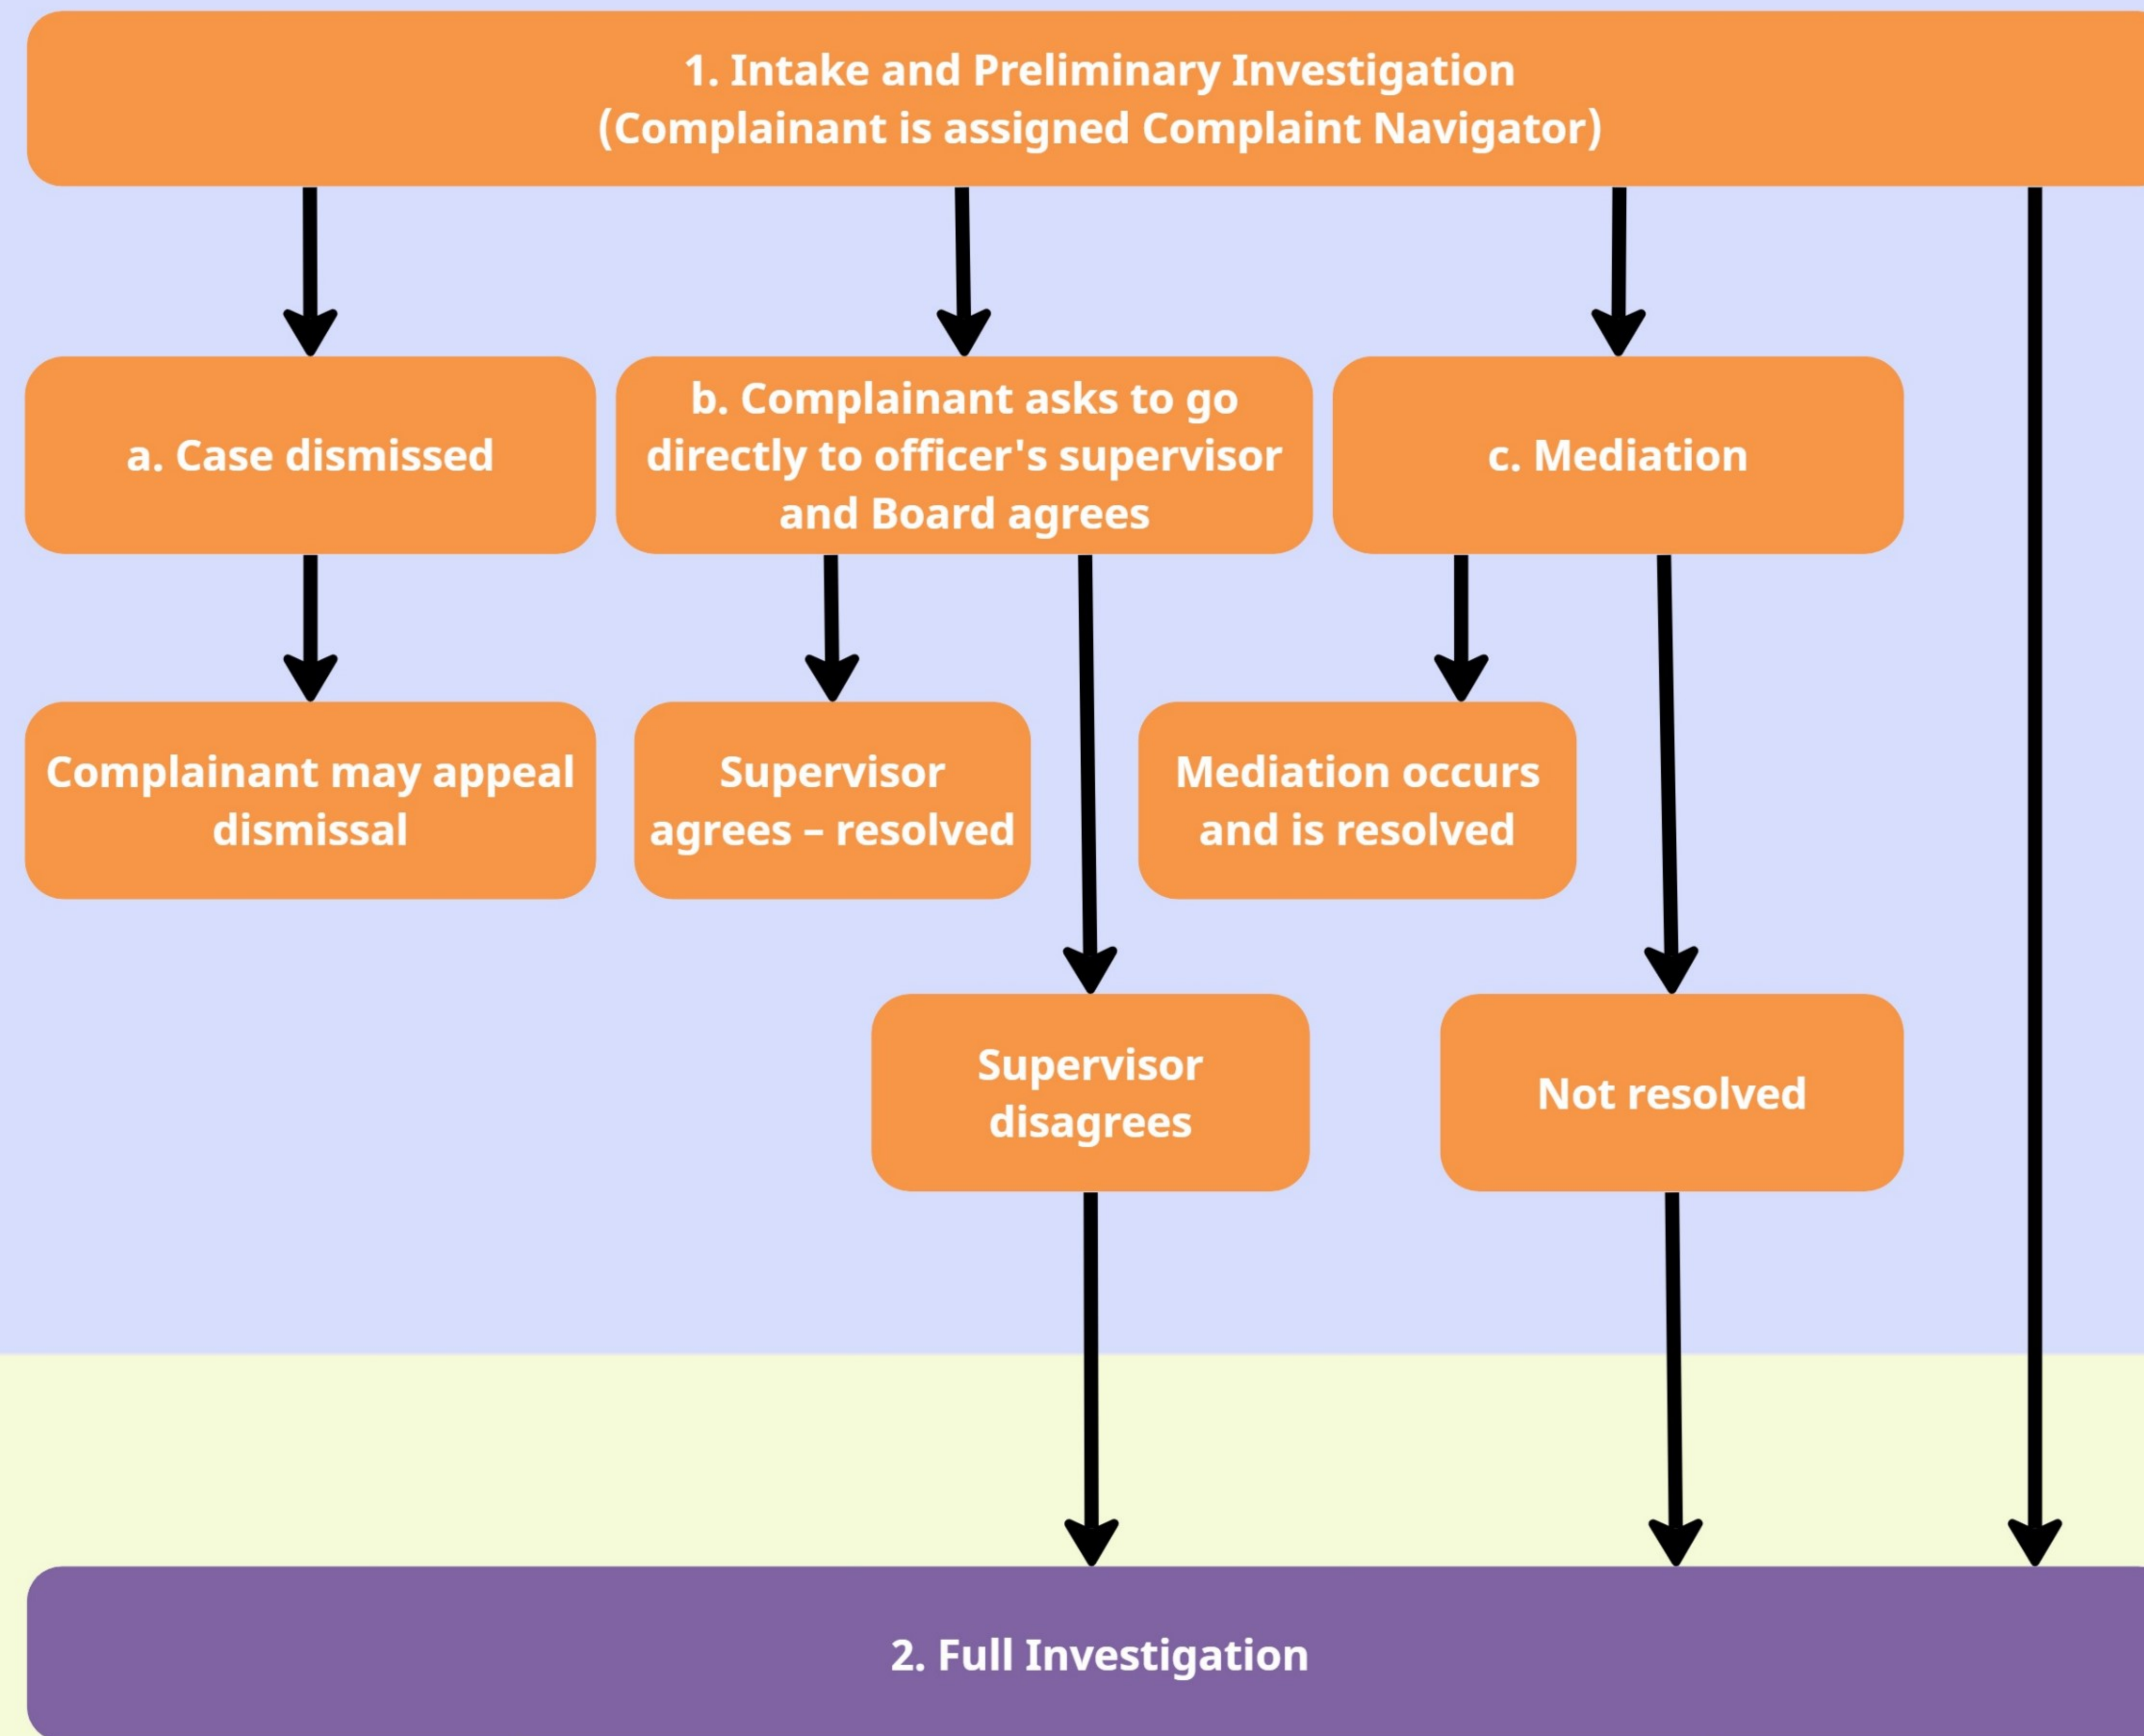 1. Intake and Preliminary Investigation
(Complainant is assigned Complaint Navigator)
a. Case dismissed
b. Complainant asks to go
directly to officer's supervisor
and Board agrees
c. Mediation
Complainant may appeal
dismissal
Supervisor
agrees – resolved
Mediation occurs
and is resolved
Supervisor
disagrees
Not resolved
2. Full Investigation